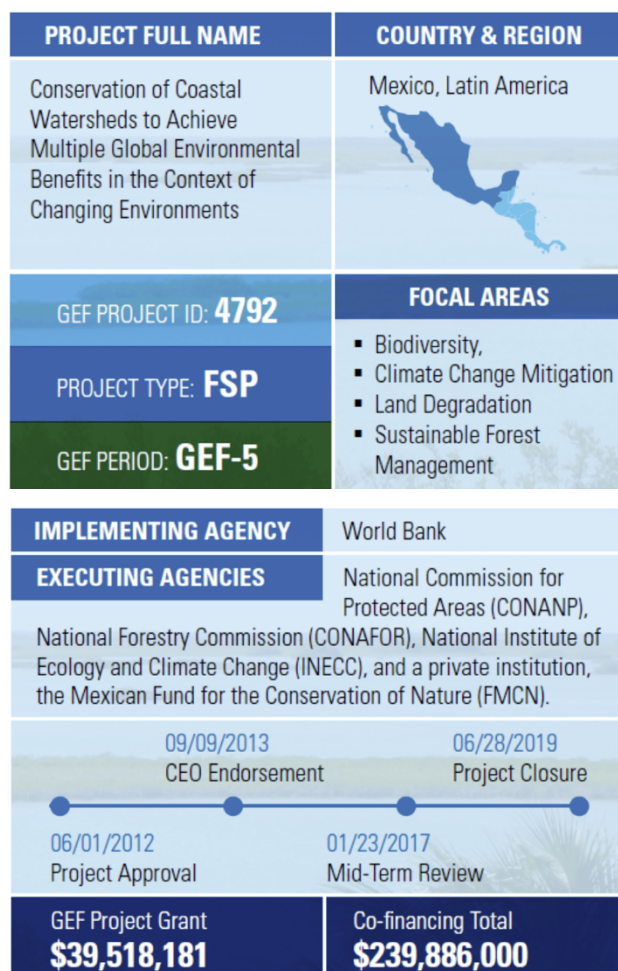 PROJECT FULL NAME
Conservation of Coastal
Watersheds to Achieve
Multiple Global Environmental
Benefits in the Context of
Changing Environments
COUNTRY & REGION
Mexico, Latin America
GEF PROJECT ID: 4792
PROJECT TYPE: FSP
GEF PERIOD: GEF-5
FOCAL AREAS
▪ Biodiversity,
▪ Climate Change Mitigation
▪ Land Degradation
▪ Sustainable Forest
Management
IMPLEMENTING AGENCY
World Bank
EXECUTING AGENCIES
National Commission for
Protected Areas (CONANP),
National Forestry Commission (CONAFOR), National Institute of
Ecology and Climate Change (INECC), and a private institution,
the Mexican Fund for the Conservation of Nature (FMCN).
09/09/2013
CEO Endorsement
06/28/2019
Project Closure
06/01/2012
Project Approval
01/23/2017
Mid-Term Review
GEF Project Grant
$39,518,181
Co-financing Total
$239,886,000